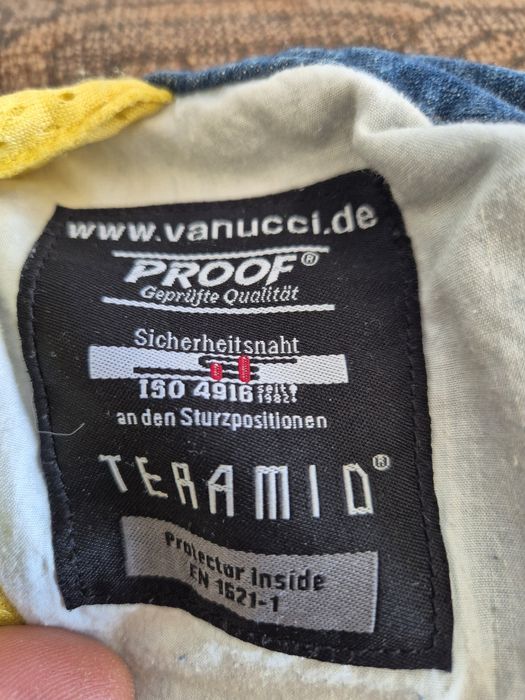 www.vanucci.de
PROOF®
Geprüfte Qualität
Sicherheitsnaht
ISO 4916 seit 1982!
an den Sturzpositionen
TERAMID®
Protector Inside
EN 1621-1